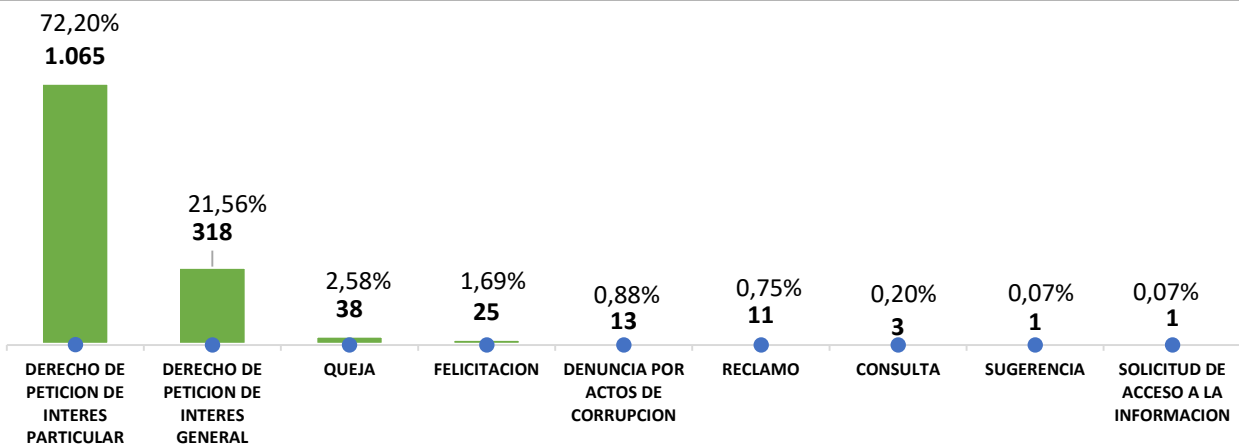 72,20%
1.065
21,56%
318
2,58%
38
1,69%
25
0,88%
13
0,75%
11
0,20%
3
0,07%
1
0,07%
1
DERECHO DE
PETICION DE
INTERES
PARTICULAR
DERECHO DE
PETICION DE
INTERES
GENERAL
QUEJA
FELICITACION
DENUNCIA POR
ACTOS DE
CORRUPCION
RECLAMO
CONSULTA
SUGERENCIA
SOLICITUD DE
ACCESO A LA
INFORMACION